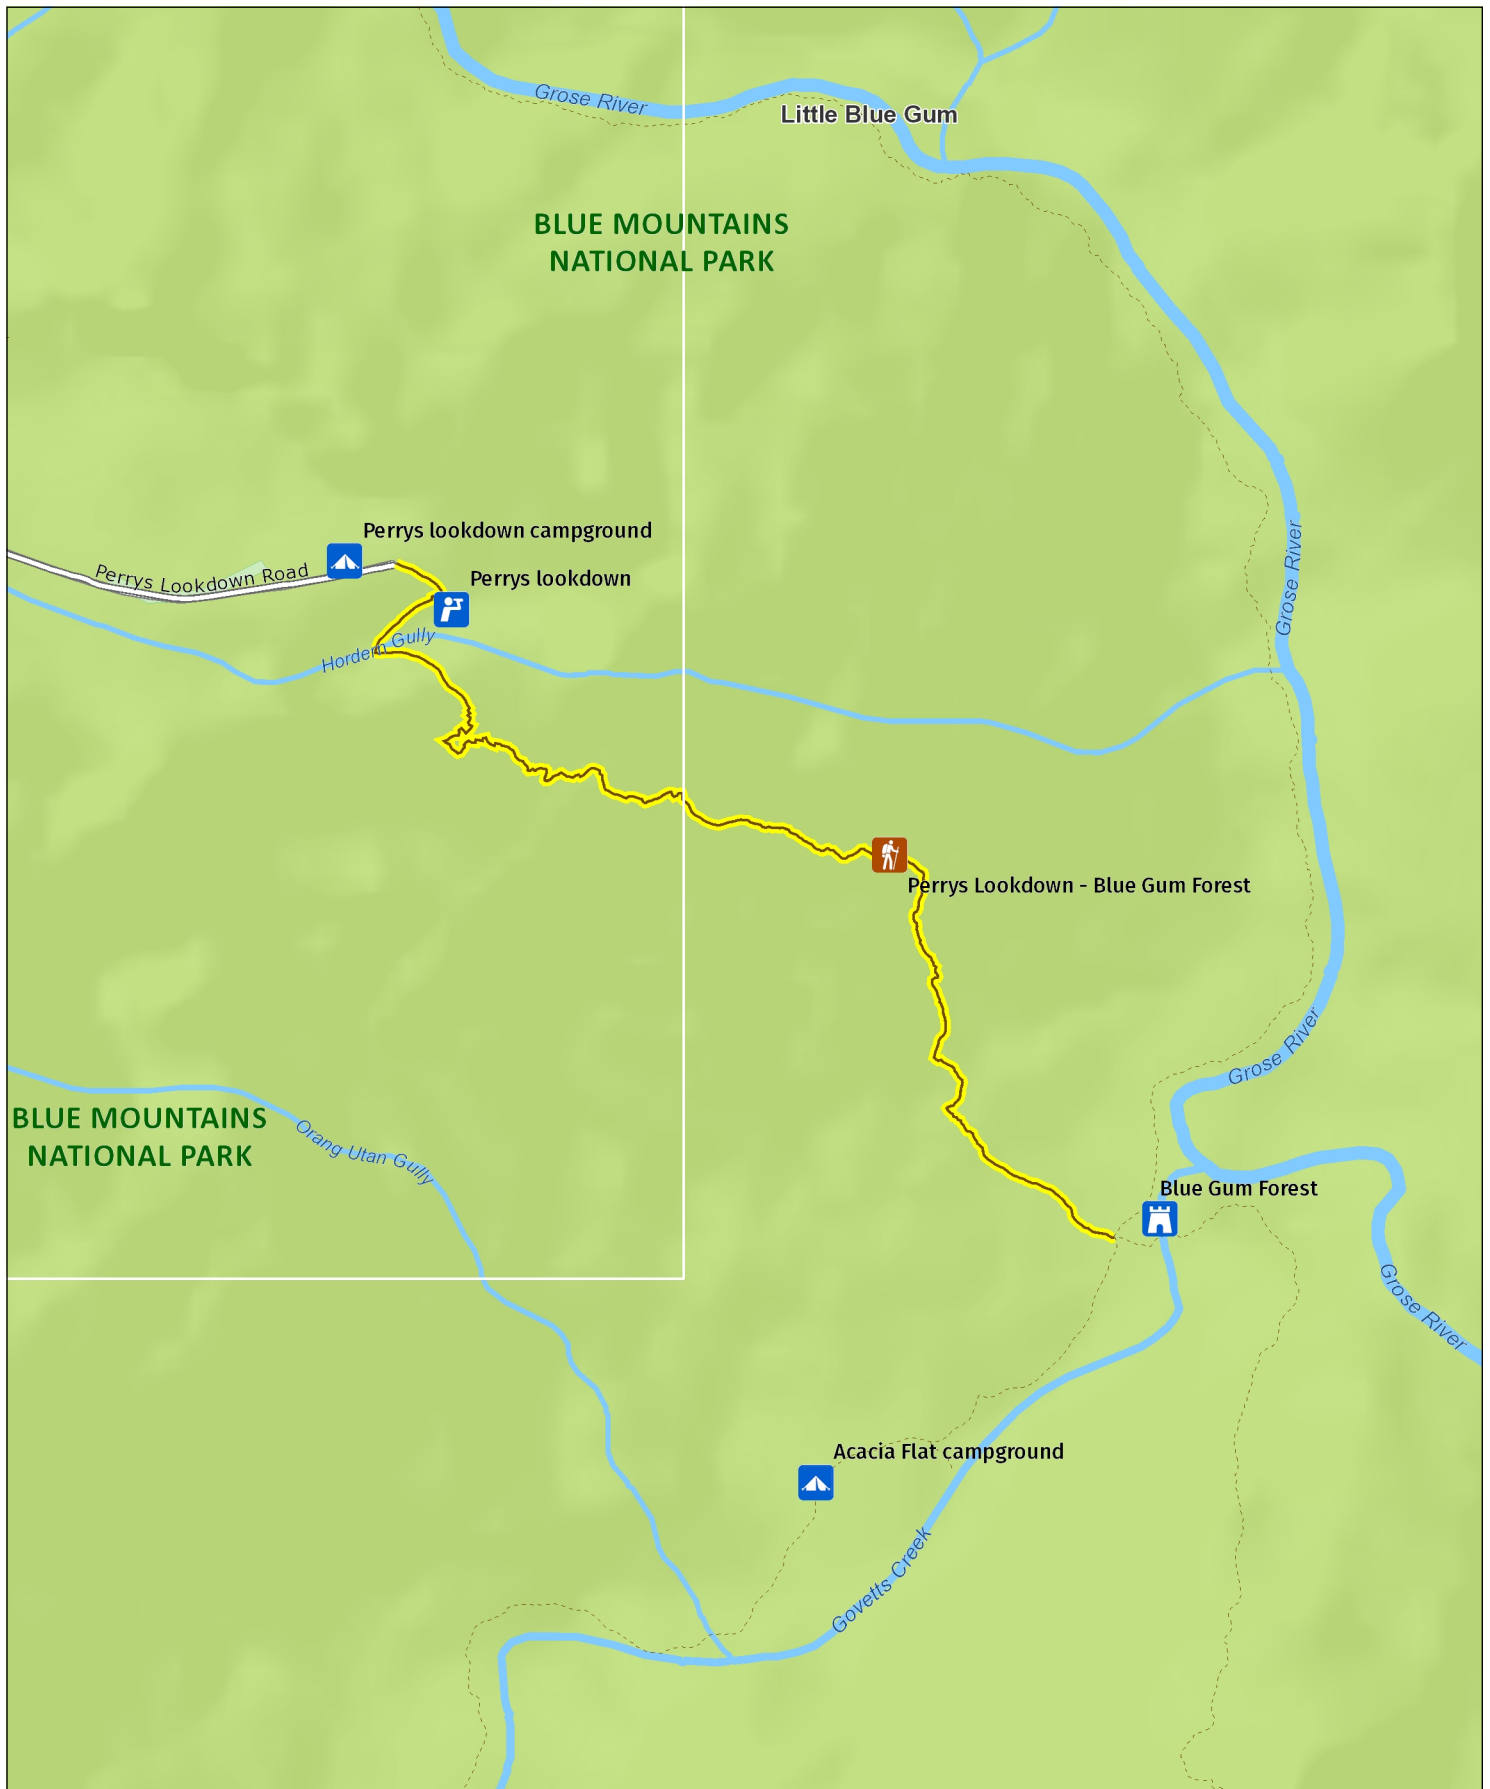 Grose River
Little Blue Gum
BLUE MOUNTAINS
NATIONAL PARK
Perrys lookdown campground
Perrys Lookdown Road
Perrys lookdown
Grose River
Hordern Gully
Perrys Lookdown - Blue Gum Forest
Grose River
BLUE MOUNTAINS
NATIONAL PARK
Orang Utan Gully
Blue Gum Forest
Grose River
Acacia Flat campground
Govetts Creek